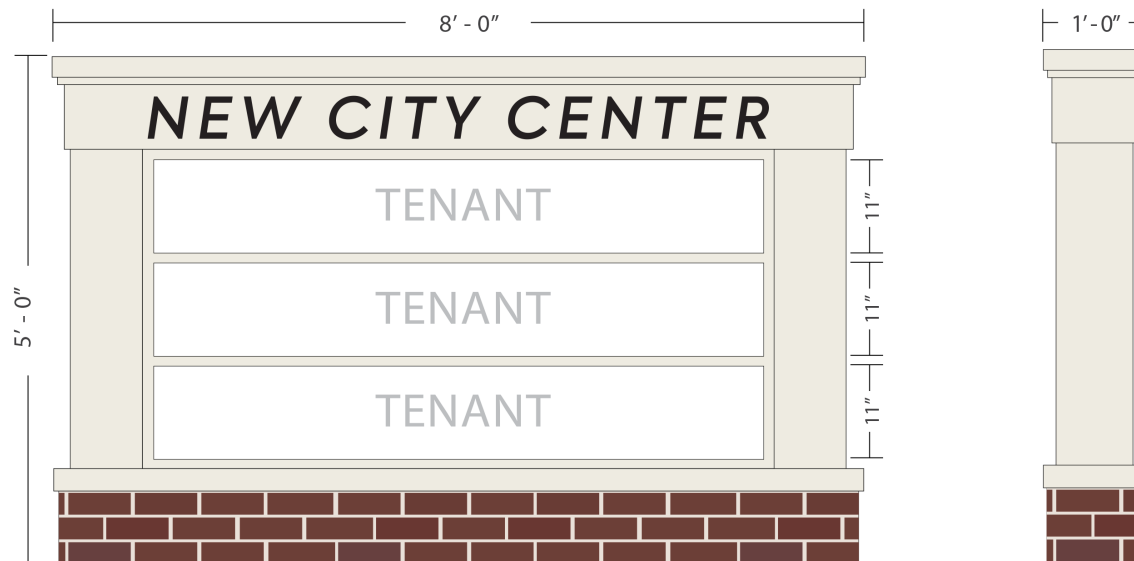 8’ - 0”
1’-0”
NEW CITY CENTER
TENANT
11”
5’ - 0”
TENANT
11”
TENANT
11”